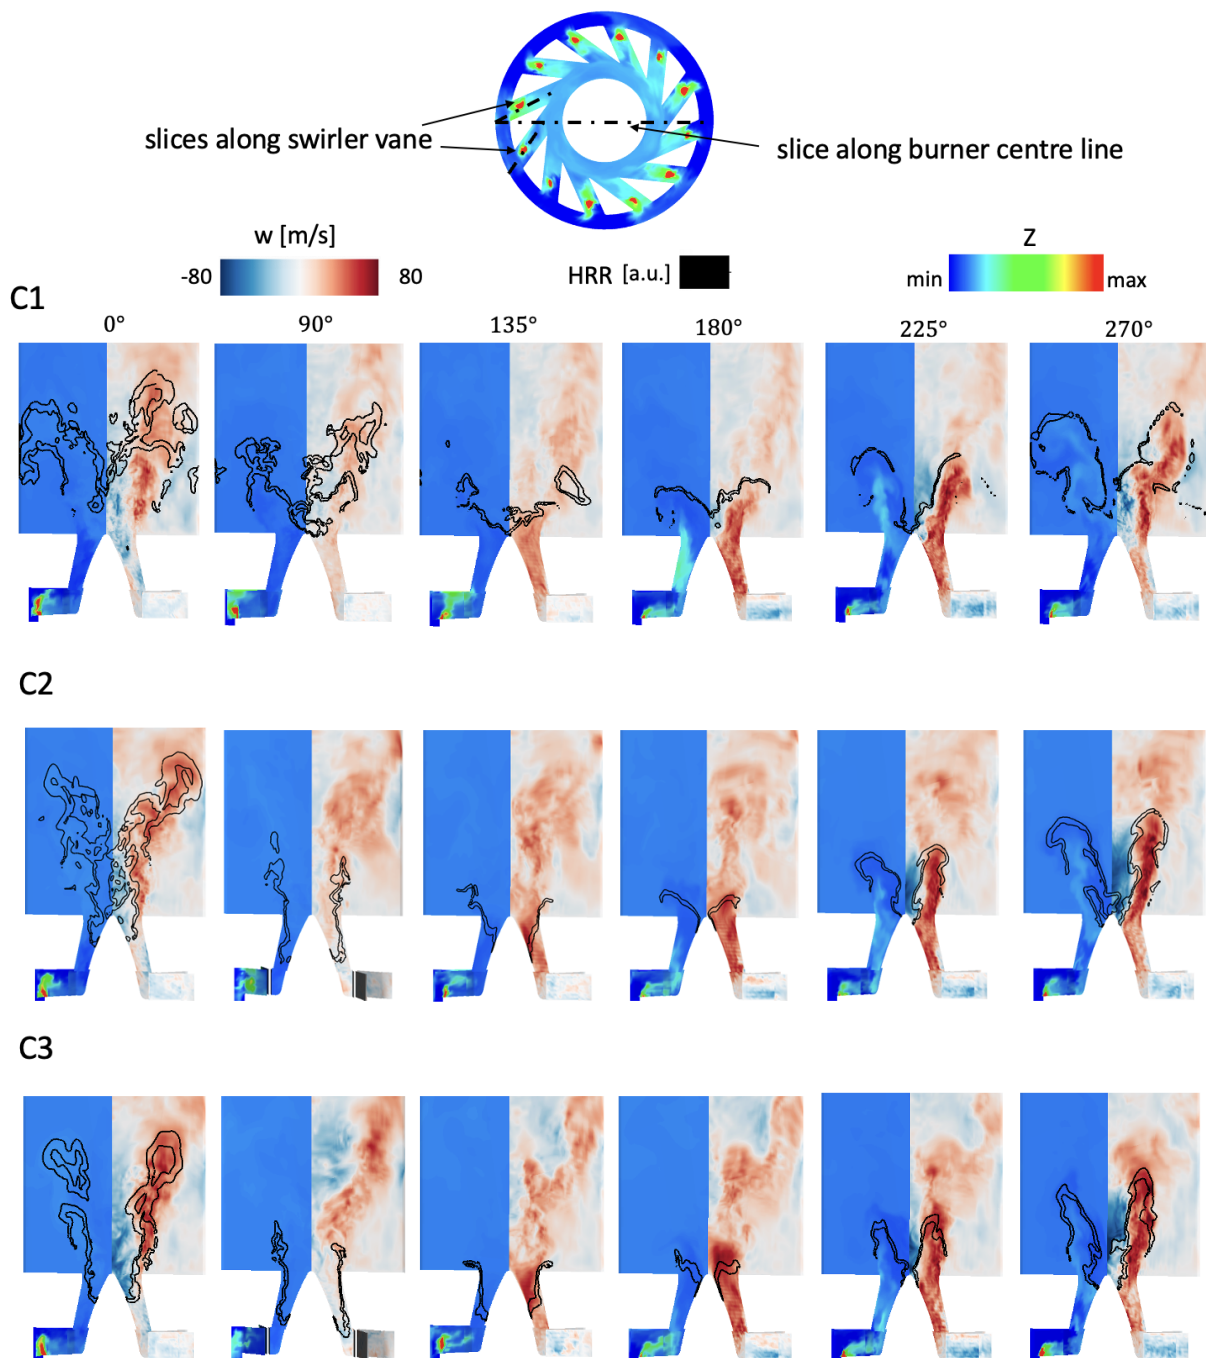 slices along swirler vane
slice along burner centre line
w [m/s]
-80 80
HRR [a.u.]
Z
min max
C1
0° 90° 135° 180° 225° 270°
C2
C3